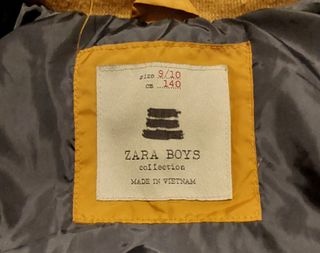 size 9/10
cm ...140
ZARA BOYS
collection
MADE IN VIETNAM